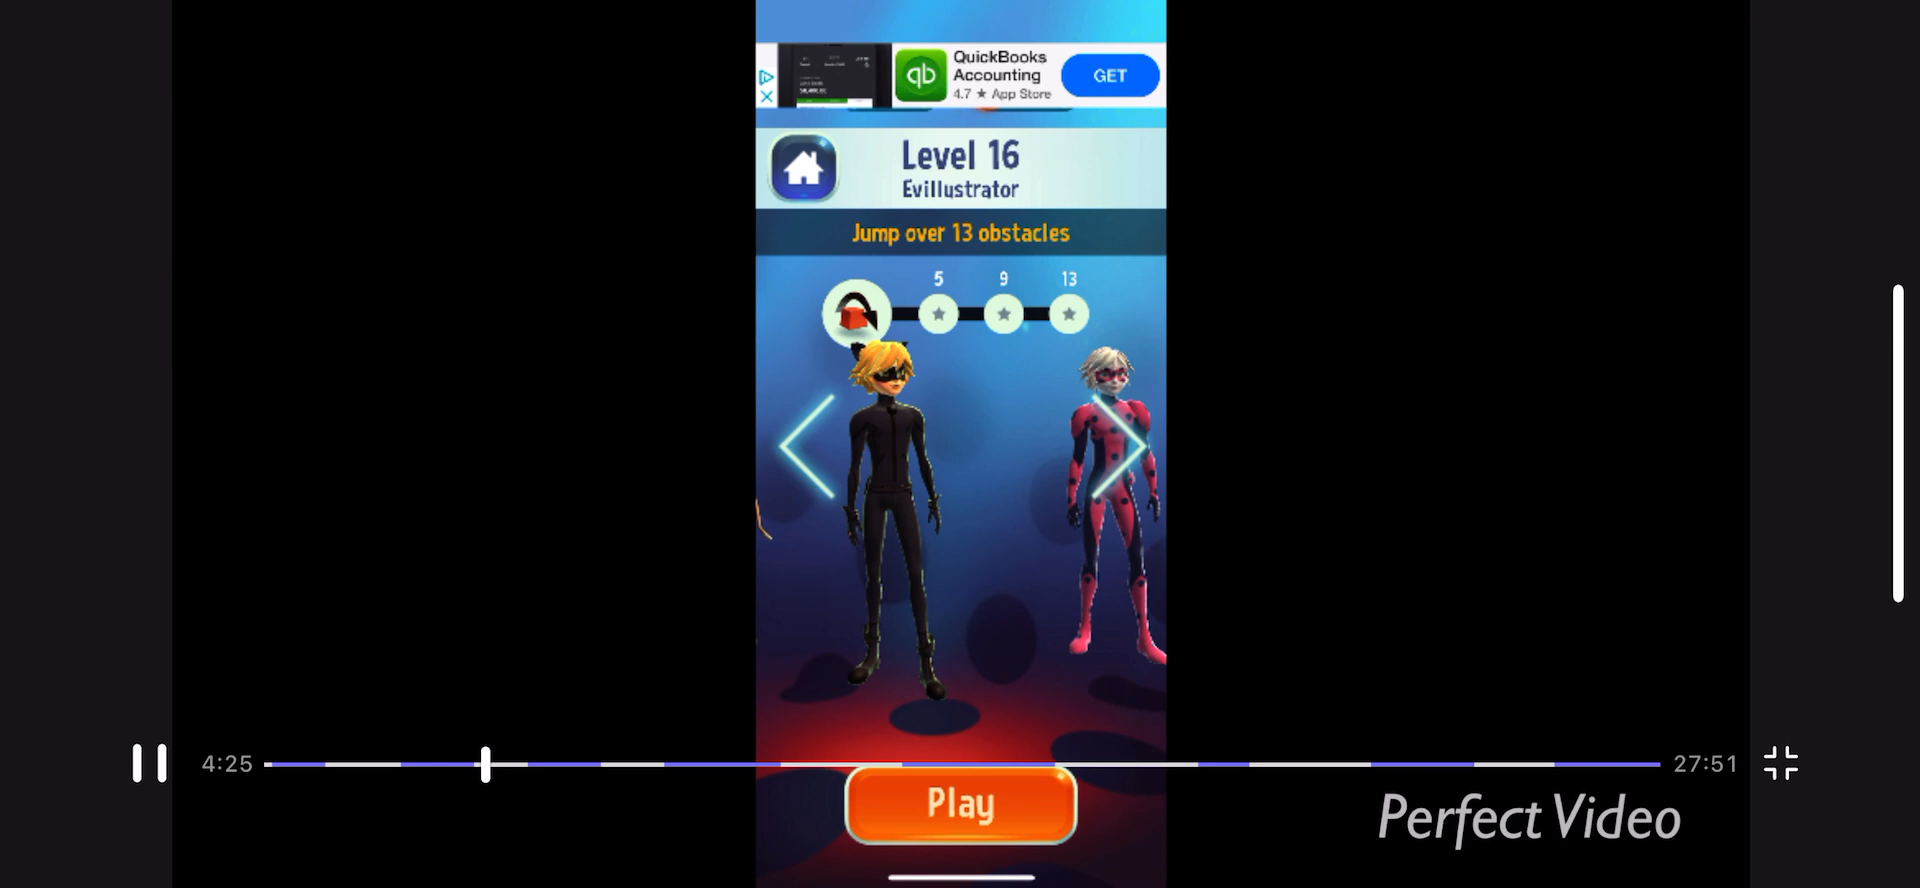 QuickBooks
Accounting
4.7 ★ App Store
GET
qb
Level 16
Evillustrator
Jump over 13 obstacles
5 9 13
4:25
27:51
Play
Perfect Video